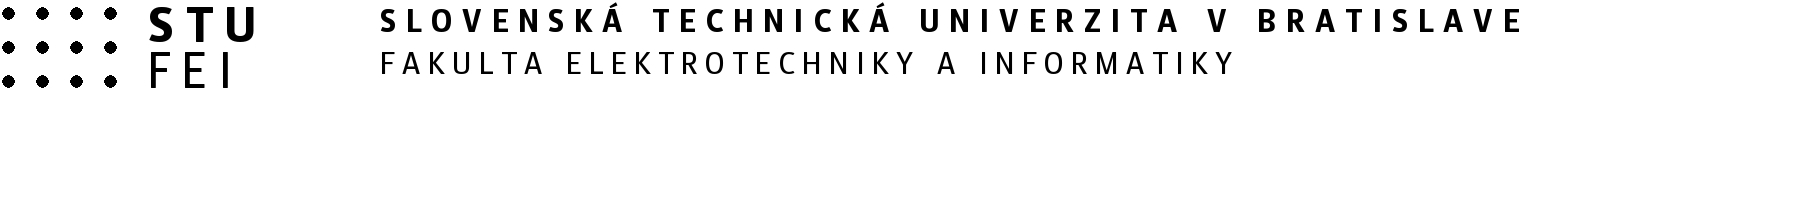 STU
FEI
SLOVENSKÁ TECHNICKÁ UNIVERZITA V BRATISLAVE
FAKULTA ELEKTROTECHNIKY A INFORMATIKY